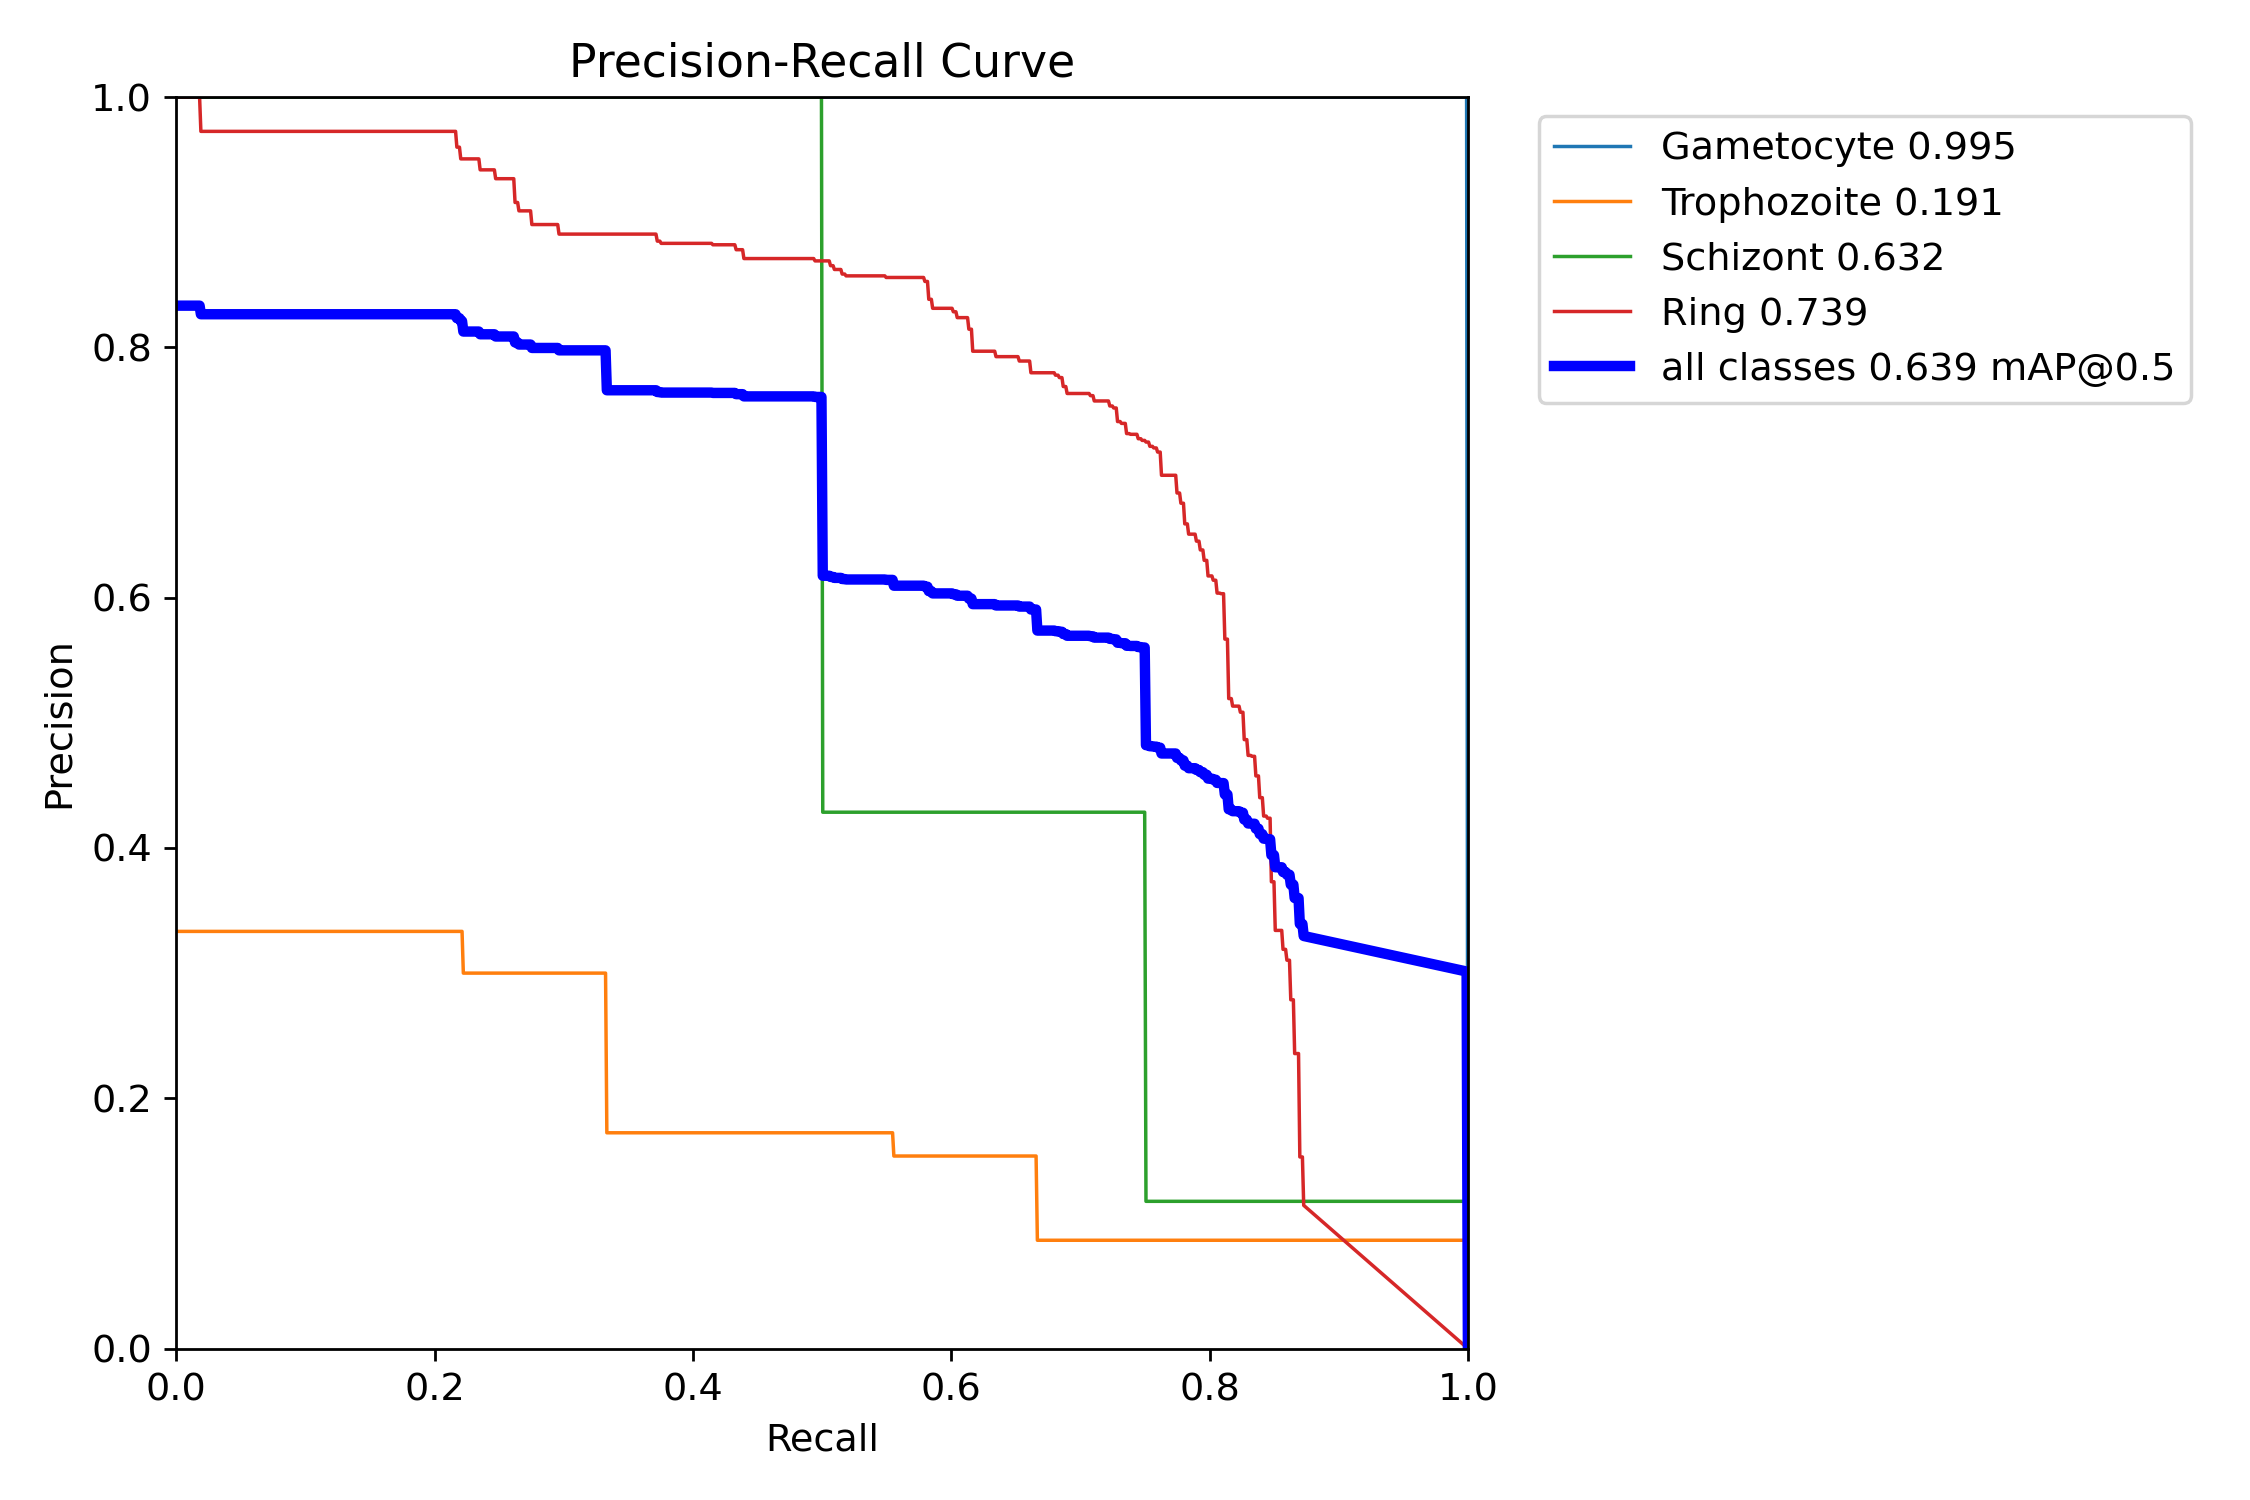 Precision-Recall Curve
1.0
0.8
0.6
0.4
0.2
0.0
Precision
0.0 0.2 0.4 0.6 0.8 1.0
Recall
Gametocyte 0.995
Trophozoite 0.191
Schizont 0.632
Ring 0.739
all classes 0.639 mAP@0.5